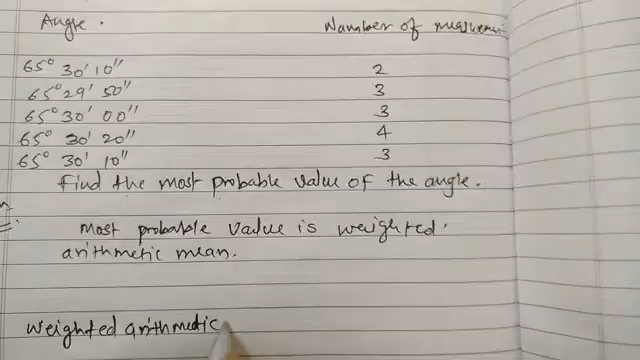 Angle. Number of measuremen
65° 30' 10" 2
65° 29' 50" 3
65° 30' 00" 3
65° 30' 20" 4
65° 30' 10" 3
find the most probable value of the angle.
most probable value is weighted.
arithmetic mean.
Weighted arithmetic